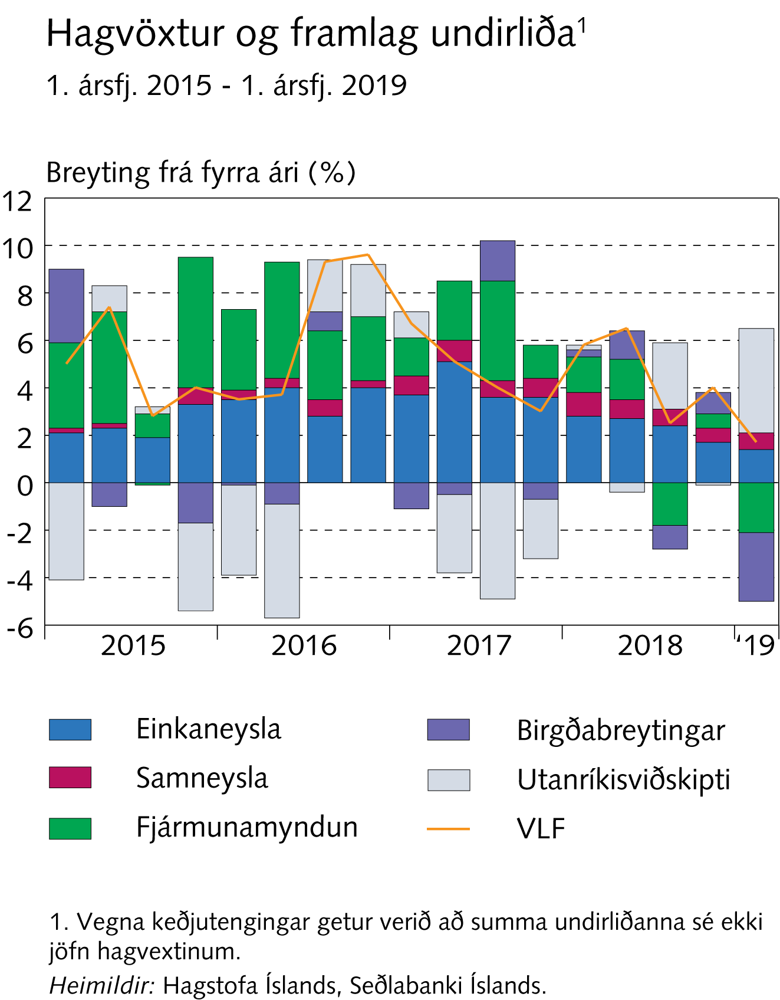 Hagvöxtur og framlag undirliða¹
1. ársfj. 2015 - 1. ársfj. 2019
Breyting frá fyrra ári (%)
12
10
8
6
4
2
0
-2
-4
-6
2015 2016 2017 2018 '19
Einkaneysla
Samneysla
Fjármunamyndun
Birgðabreytingar
Utanríkisviðskipti
VLF
1. Vegna keðjutengingar getur verið að summa undirliðanna sé ekki
jöfn hagvextinum.
Heimildir: Hagstofa Íslands, Seðlabanki Íslands.